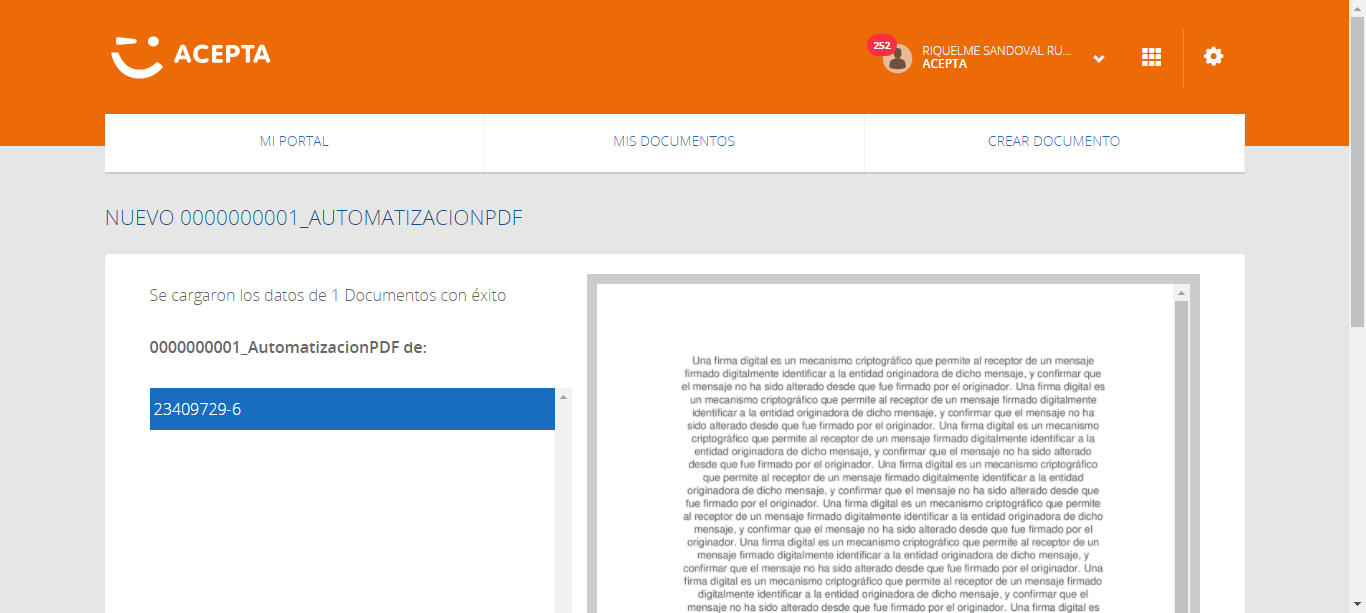 ACEPTA
252
RIQUELME SANDOVAL RU...
ACEPTA
MI PORTAL
MIS DOCUMENTOS
CREAR DOCUMENTO
NUEVO 0000000001_AUTOMATIZACIONPDF
Se cargaron los datos de 1 Documentos con éxito
0000000001_AutomatizacionPDF de:
23409729-6
Una firma digital es un mecanismo criptográfico que permite al receptor de un mensaje
firmado digitalmente identificar a la entidad originadora de dicho mensaje, y confirmar que
el mensaje no ha sido alterado desde que fue firmado por el originador. Una firma digital es
un mecanismo criptográfico que permite al receptor de un mensaje firmado digitalmente
identificar a la entidad originadora de dicho mensaje, y confirmar que el mensaje no ha
sido alterado desde que fue firmado por el originador. Una firma digital es un mecanismo
criptográfico que permite al receptor de un mensaje firmado digitalmente identificar a la
entidad originadora de dicho mensaje, y confirmar que el mensaje no ha sido alterado
desde que fue firmado por el originador. Una firma digital es un mecanismo criptográfico
que permite al receptor de un mensaje firmado digitalmente identificar a la entidad
originadora de dicho mensaje, y confirmar que el mensaje no ha sido alterado desde que
fue firmado por el originador. Una firma digital es un mecanismo criptográfico que permite
al receptor de un mensaje firmado digitalmente identificar a la entidad originadora de dicho
mensaje, y confirmar que el mensaje no ha sido alterado desde que fue firmado por el
originador. Una firma digital es un mecanismo criptográfico que permite al receptor de un
mensaje firmado digitalmente identificar a la entidad originadora de dicho mensaje, y
confirmar que el mensaje no ha sido alterado desde que fue firmado por el originador. Una
firma digital es un mecanismo criptográfico que permite al receptor de un mensaje firmado
digitalmente identificar a la entidad originadora de dicho mensaje, y confirmar que el
mensaje no ha sido alterado desde que fue firmado por el originador. Una firma digital es